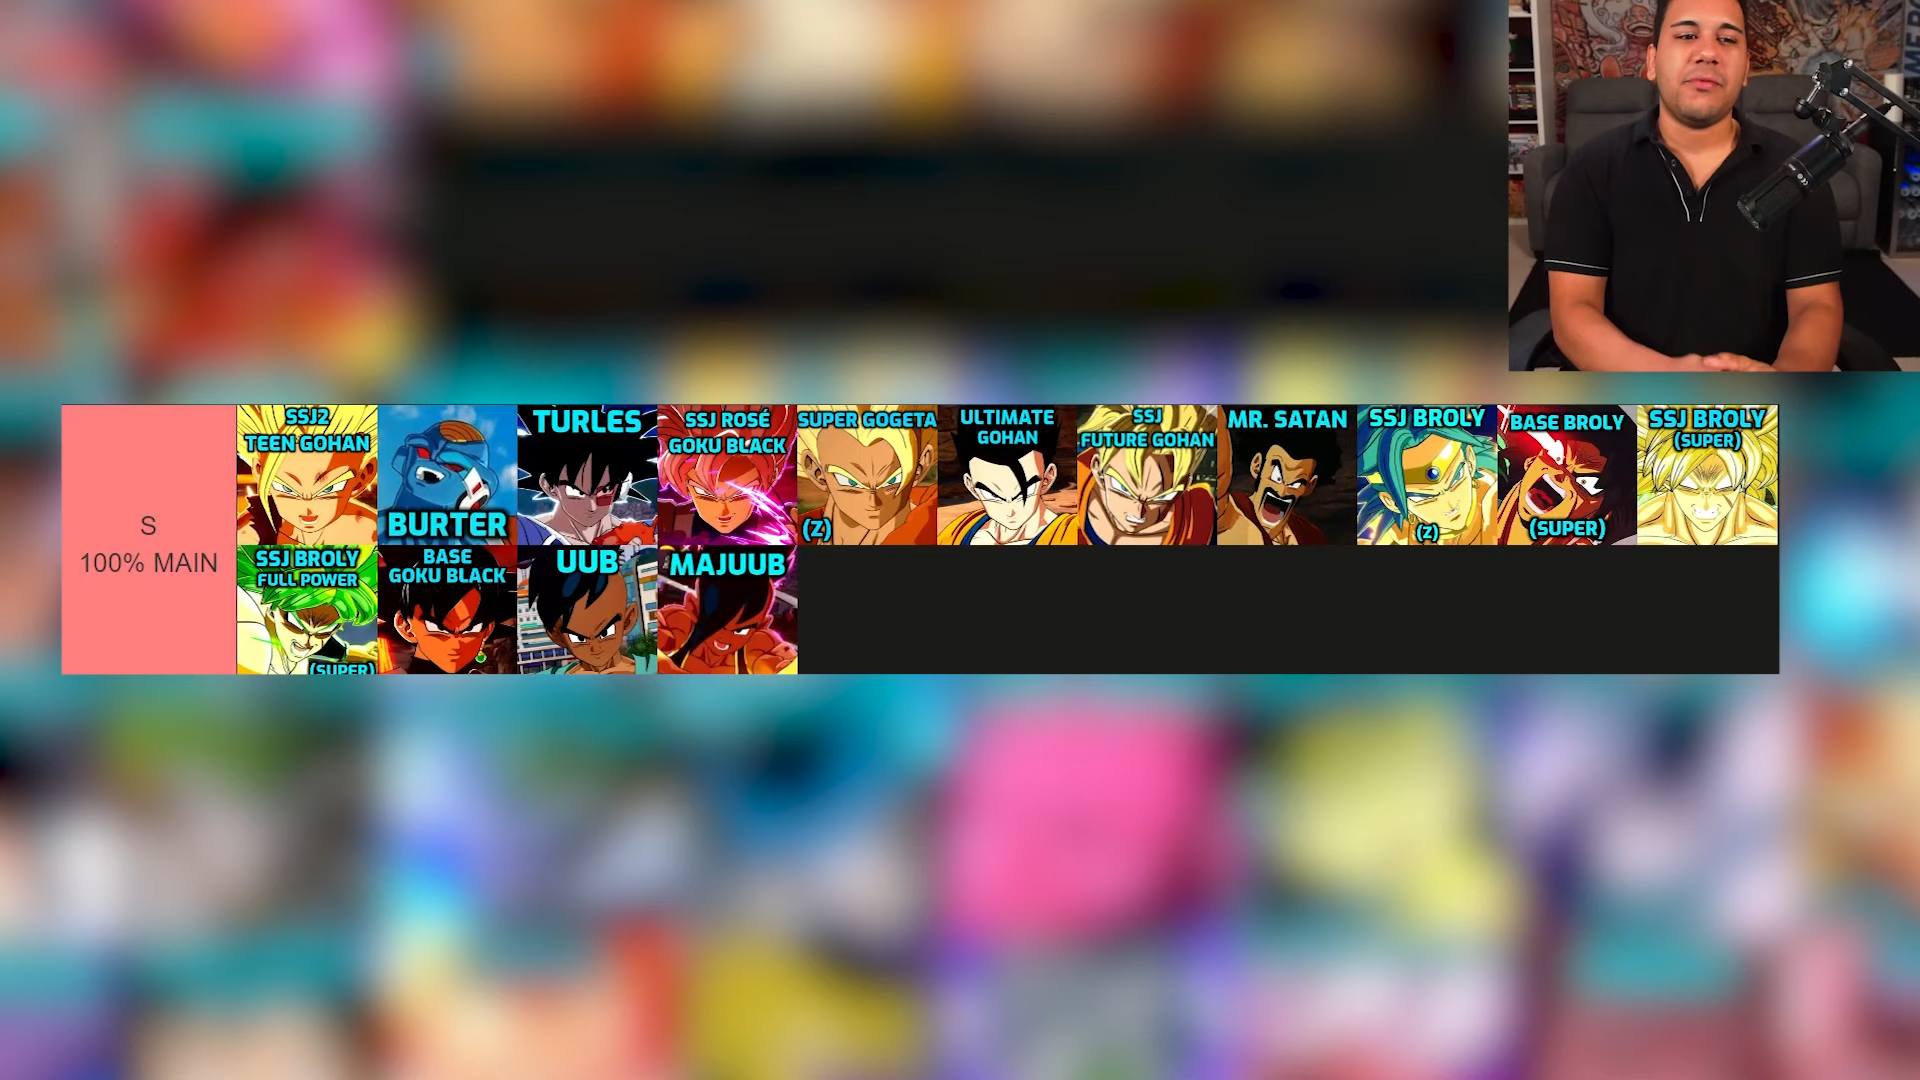 S
100% MAIN
SSJ2
TEEN GOHAN
BURTER
TURLES
SSJ ROSÉ
GOKU BLACK
SUPER GOGETA
(Z)
ULTIMATE
GOHAN
SSJ
FUTURE GOHAN
MR. SATAN
SSJ BROLY
(Z)
BASE BROLY
(SUPER)
SSJ BROLY
(SUPER)
SSJ BROLY
FULL POWER
(SUPER)
BASE
GOKU BLACK
UUB
MAJUUB